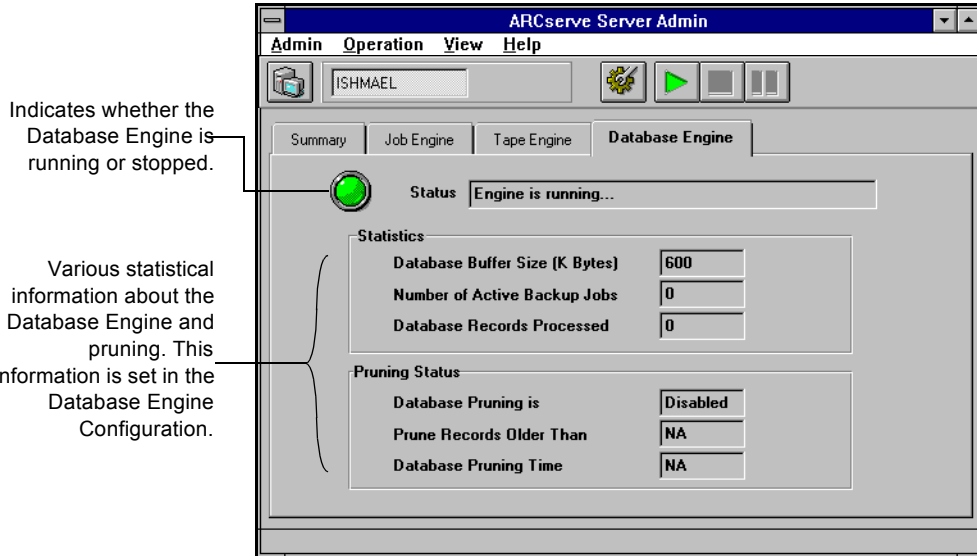 ARCserve Server Admin
Admin Operation View Help
ISHMAEL
Summary Job Engine Tape Engine Database Engine
Indicates whether the
Database Engine is
running or stopped.
Status Engine is running...
Statistics
Database Buffer Size (K Bytes) 600
Number of Active Backup Jobs 0
Database Records Processed 0
Various statistical
information about the
Database Engine and
pruning. This
nformation is set in the
Database Engine
Configuration.
Pruning Status
Database Pruning is Disabled
Prune Records Older Than NA
Database Pruning Time NA